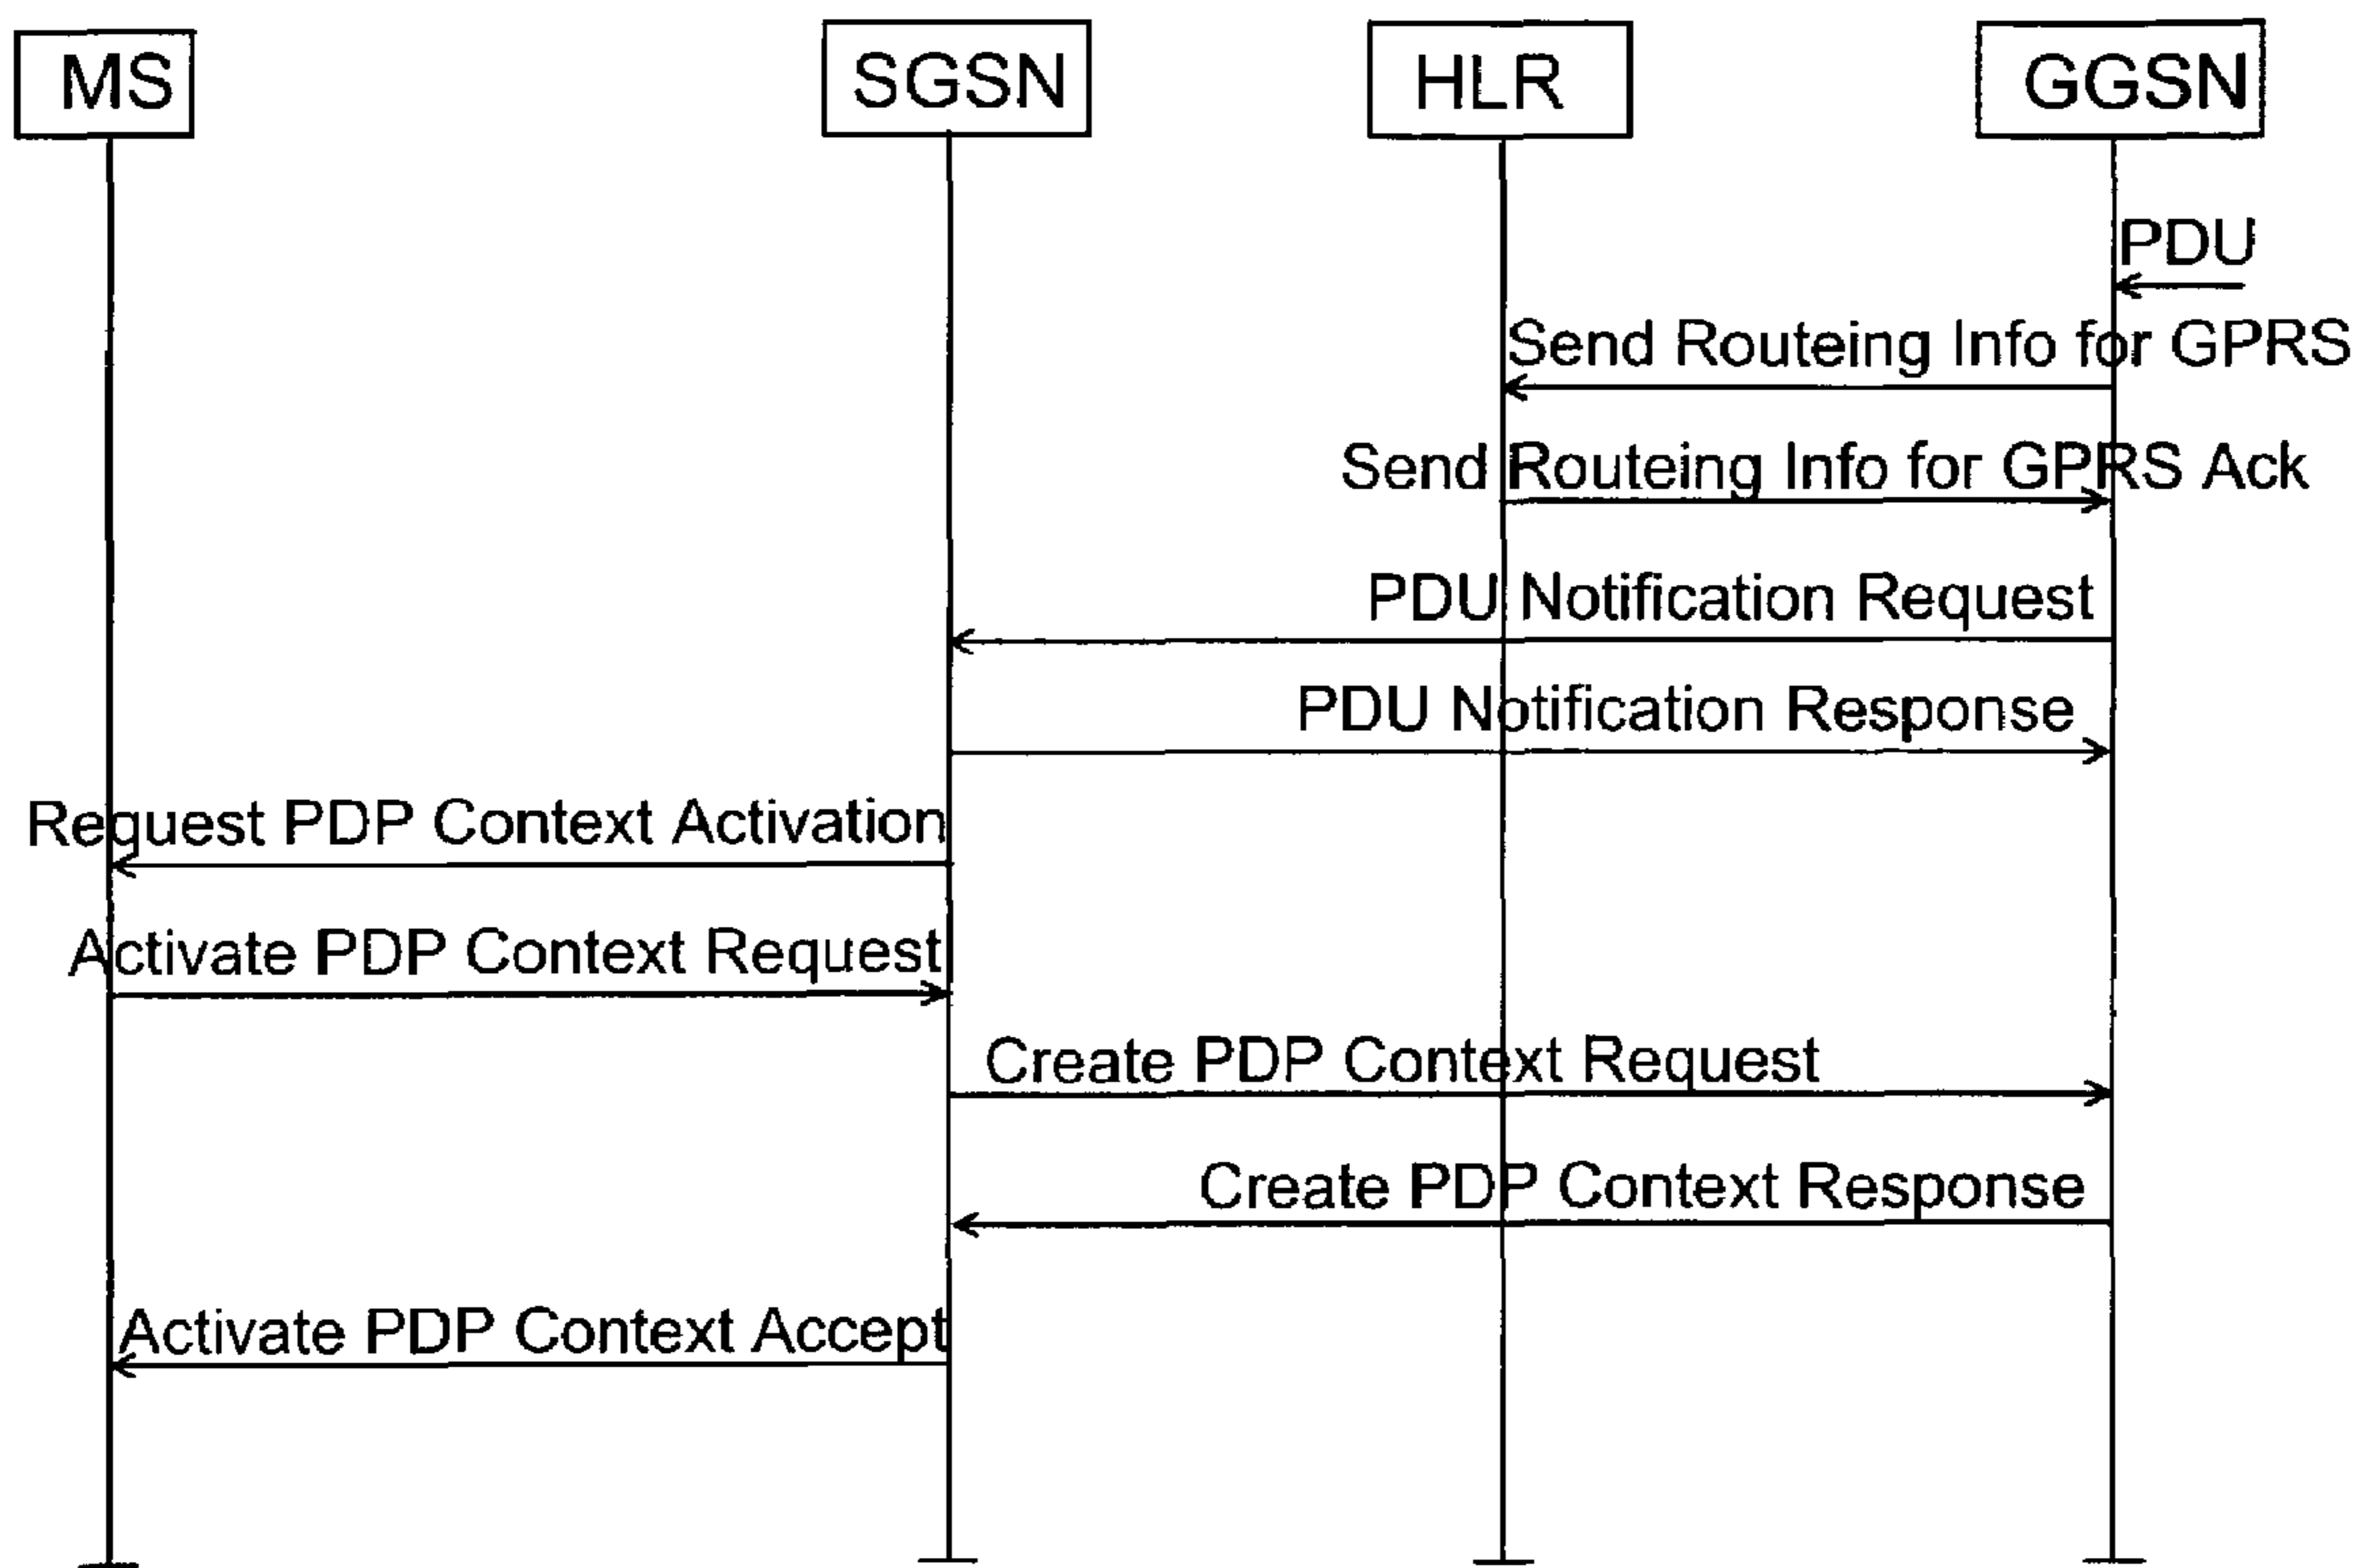 MS
SGSN
HLR
GGSN
PDU
Send Routeing Info for GPRS
Send Routeing Info for GPRS Ack
PDU Notification Request
PDU Notification Response
Request PDP Context Activation
Activate PDP Context Request
Create PDP Context Request
Create PDP Context Response
Activate PDP Context Accept